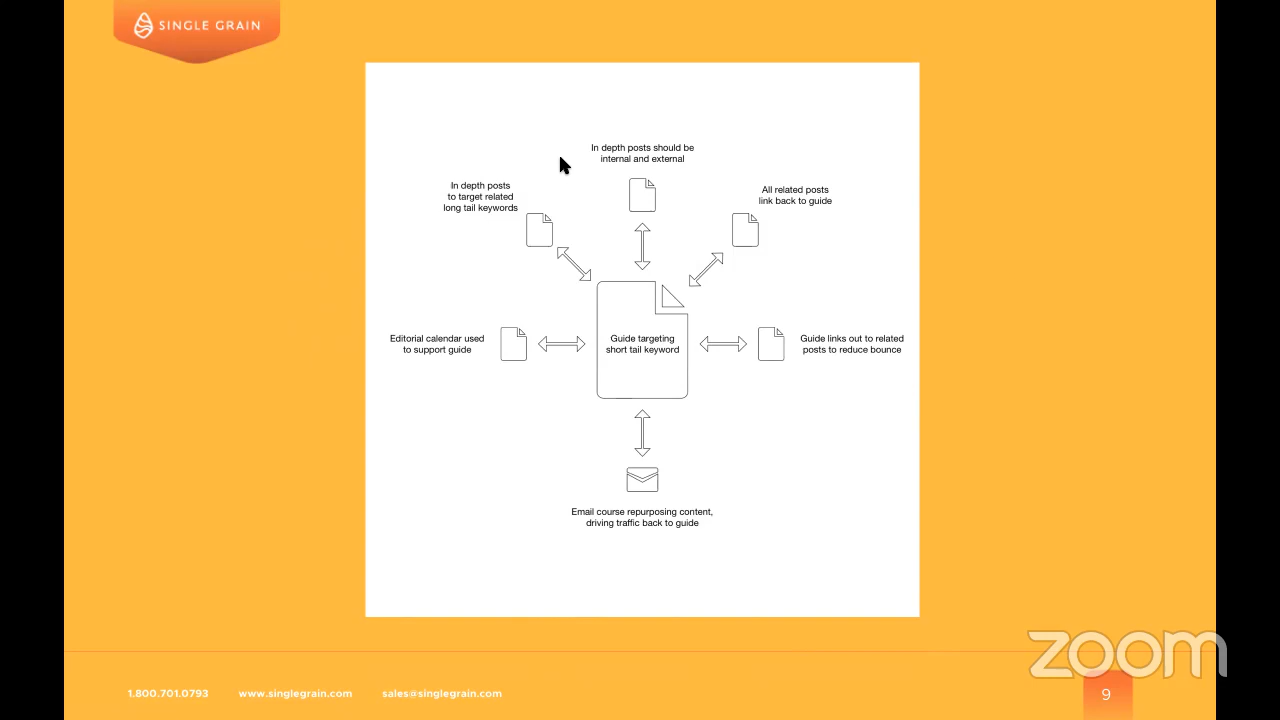 SINGLE GRAIN
In depth posts should be
internal and external
In depth posts
to target related
long tail keywords
All related posts
link back to guide
Editorial calendar used
to support guide
Guide targeting
short tail keyword
Guide links out to related
posts to reduce bounce
Email course repurposing content,
driving traffic back to guide
zoom
1.800.701.0793 www.singlegrain.com sales@singlegrain.com 9